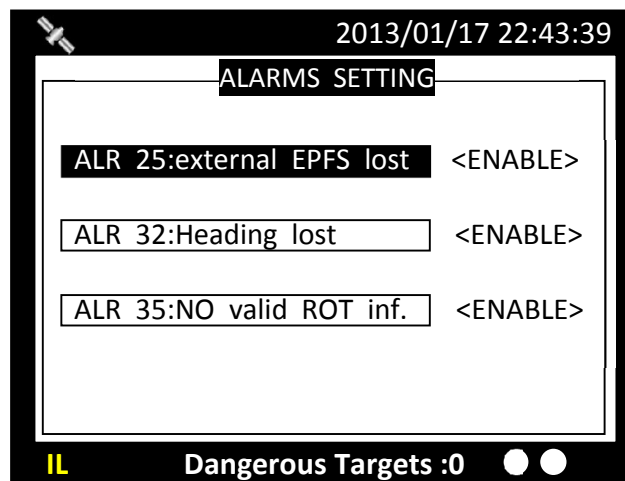 2013/01/17 22:43:39
ALARMS SETTING
ALR 25:external EPFS lost <ENABLE>
ALR 32:Heading lost <ENABLE>
ALR 35:NO valid ROT inf. <ENABLE>
IL Dangerous Targets :0